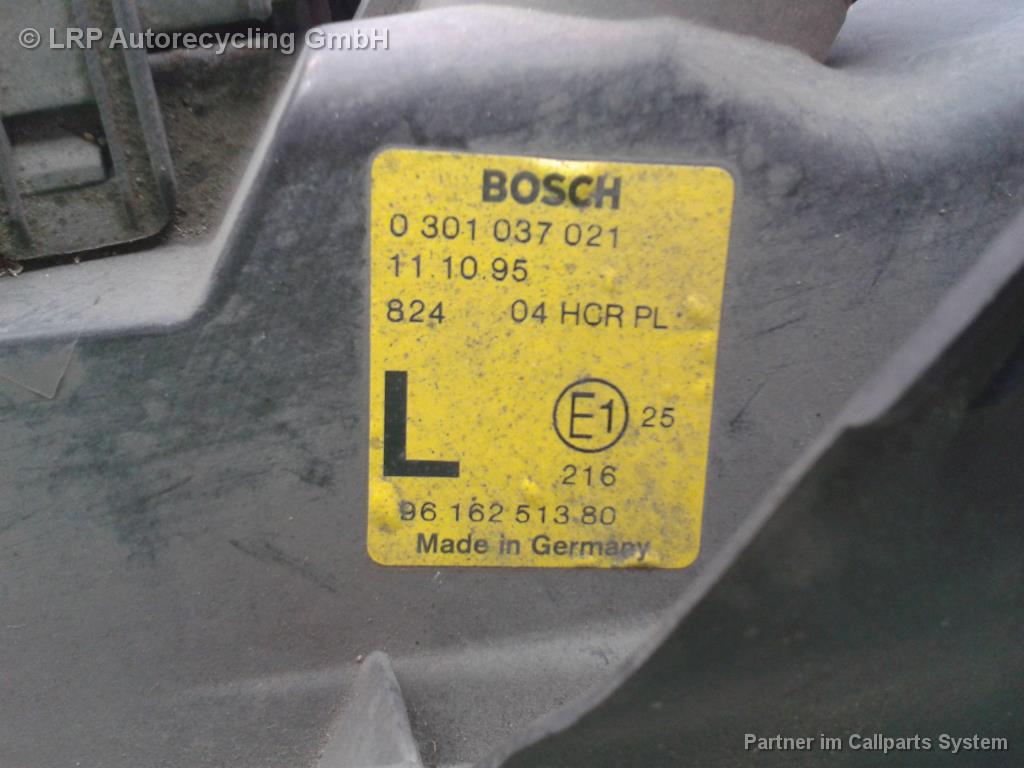 © LRP Autorecycling GmbH
BOSCH
0 301 037 021
11.10.95
824 04 HCR PL
L E1 25
216
96 162 513 80
Made in Germany
Partner im Callparts System